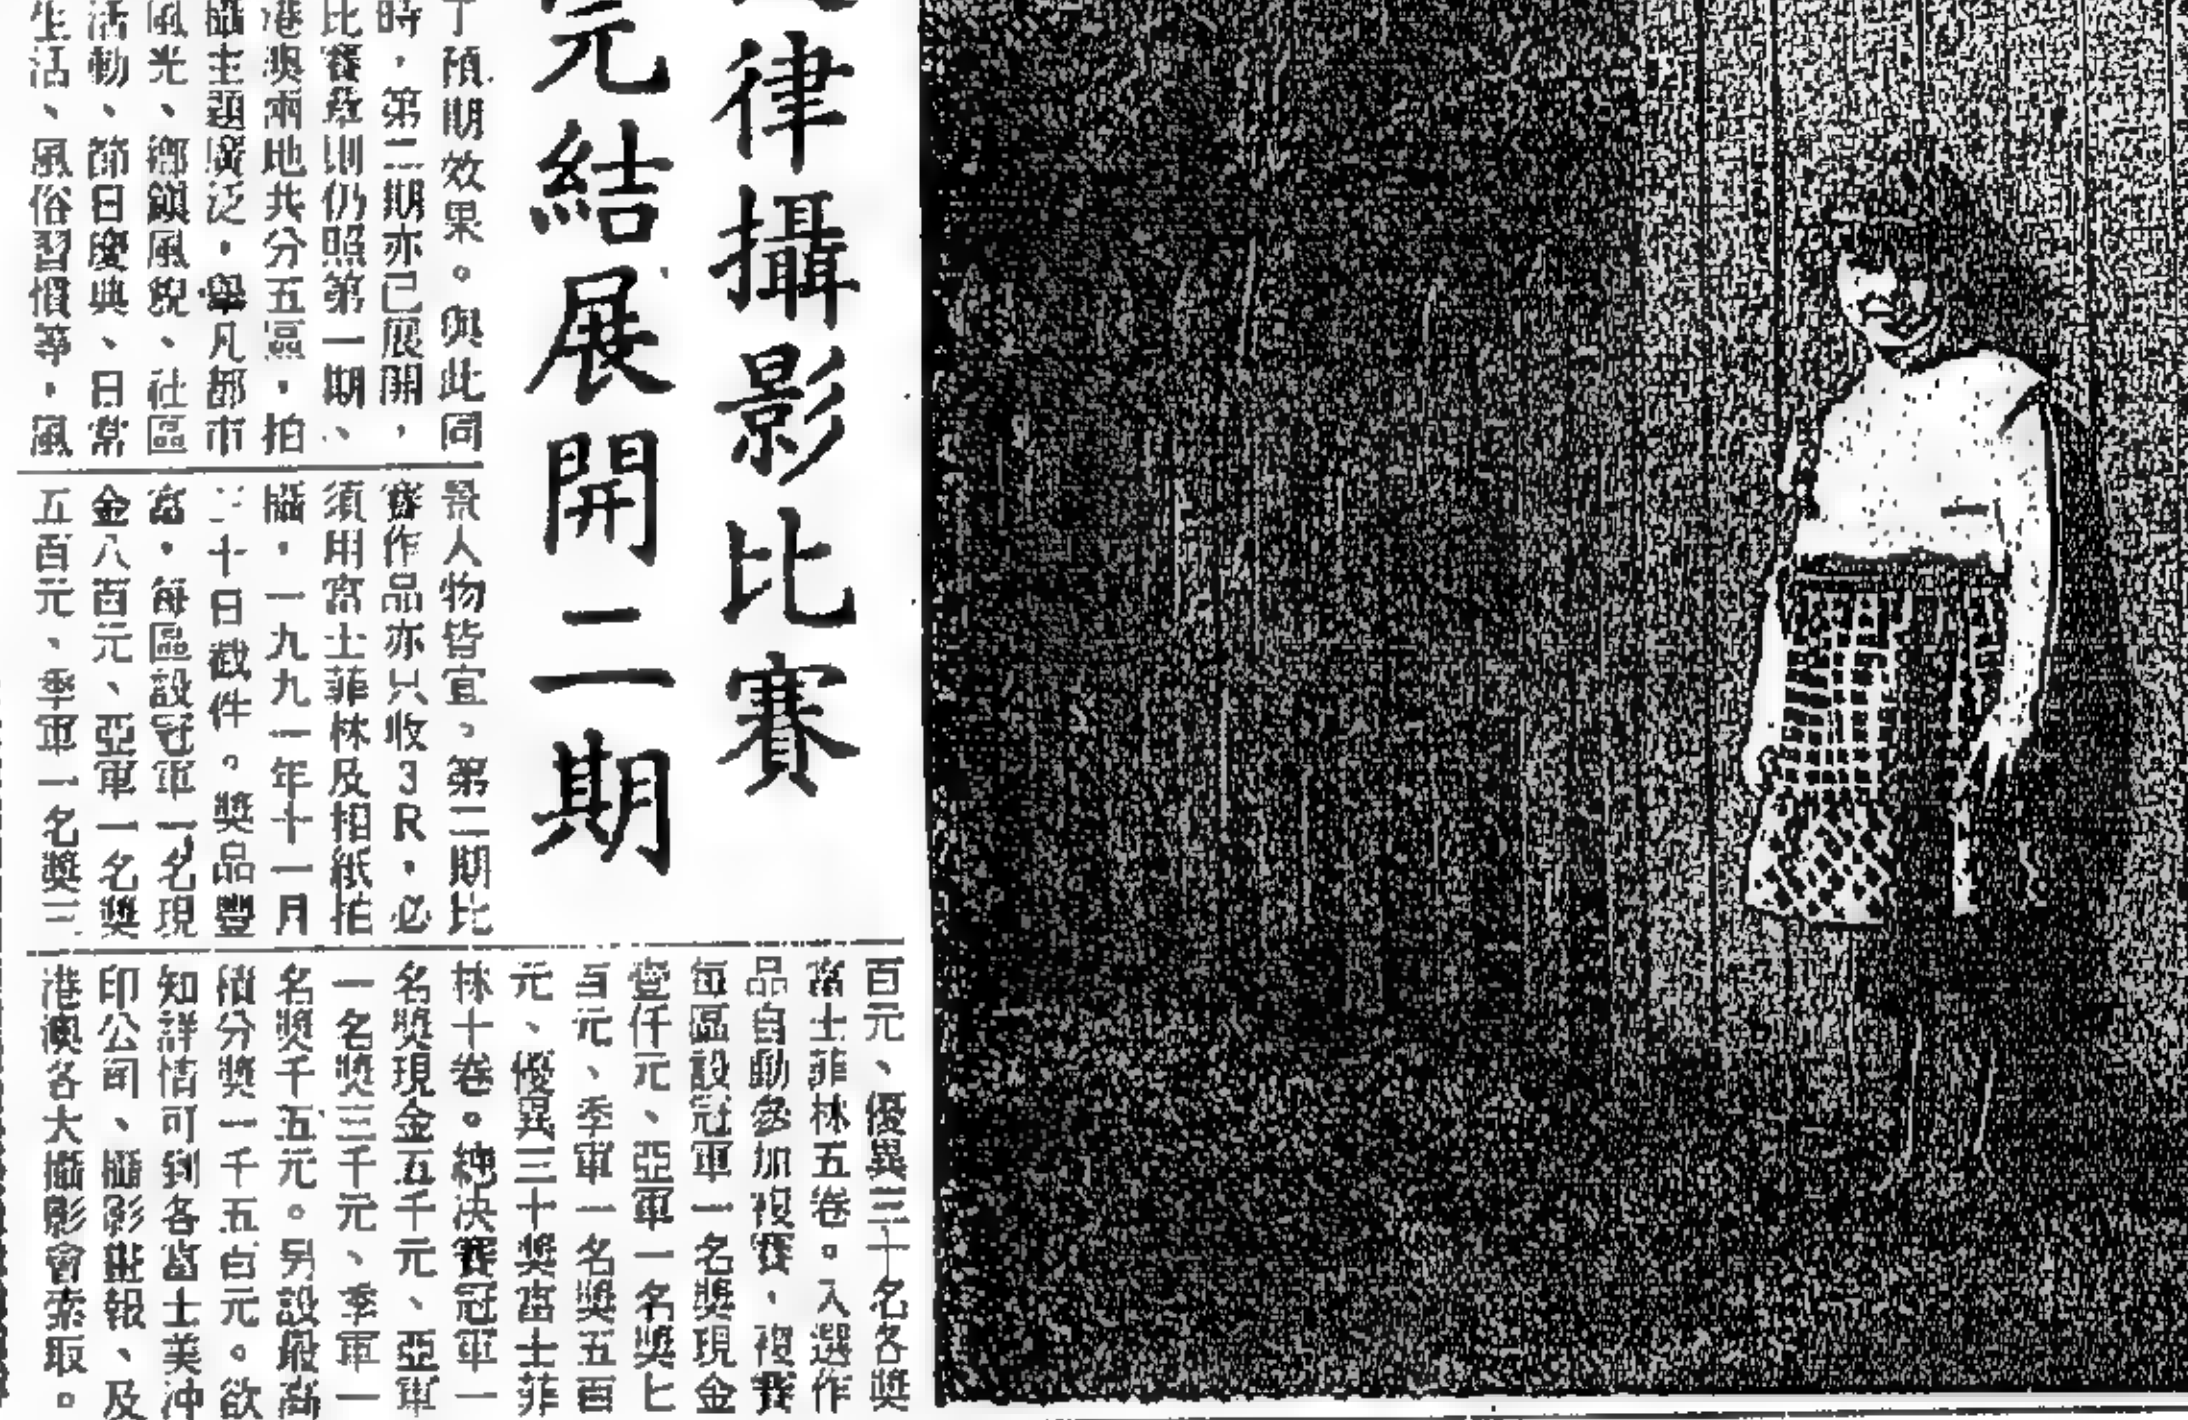 律攝影比賽
完結展開二期
了預期效果。與此同
時，第二期亦已展開，
比賽章則仍照第一期、
港澳兩地共分五區，拍
攝主題廣泛，舉凡都市
風光、鄉鎮風貌、社區
活動、節日慶典、日常
生活、風俗習慣等，風
景人物皆宜。第二期比
賽作品亦只收3R，必
須用富士菲林及相紙拍
攝，一九九一年十一月
三十日截件。獎品豐
富，每區設冠軍一名現
金八百元、亞軍一名獎
五百元、季軍一名獎三
百元、優異三十名各獎
富士菲林五卷。入選作
品自動參加複賽，複賽
每區設冠軍一名獎現金
壹仟元、亞軍一名獎七
百元、季軍一名獎五百
元、優異三十獎富士菲
林十卷。總決賽冠軍一
名獎現金五千元、亞軍
一名獎三千元、季軍一
名獎千五元。另設最高
積分獎一千五百元。欲
知詳情可到各富士美沖
印公司、攝影畫報、及
港澳各大攝影會索取。